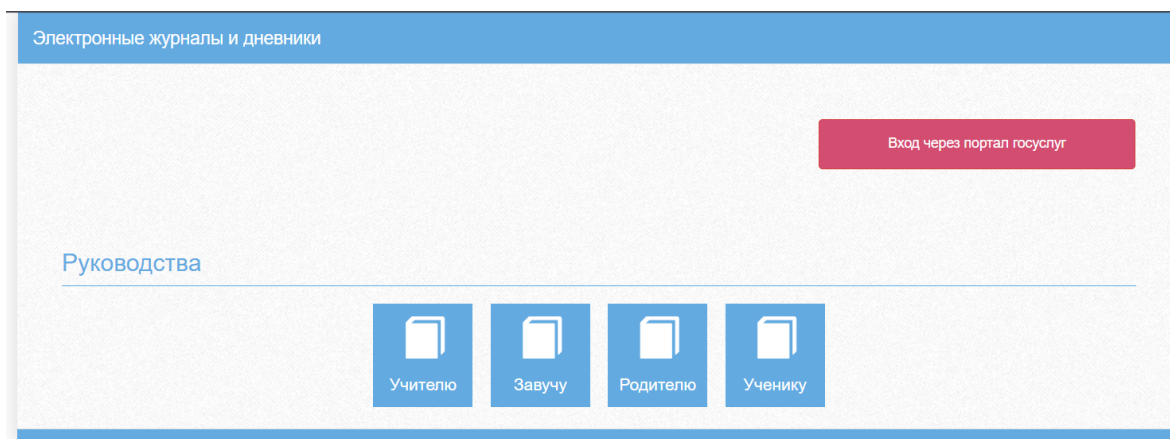 Электронные журналы и дневники
Вход через портал госуслуг
Руководства
Учителю
Завучу
Родителю
Ученику